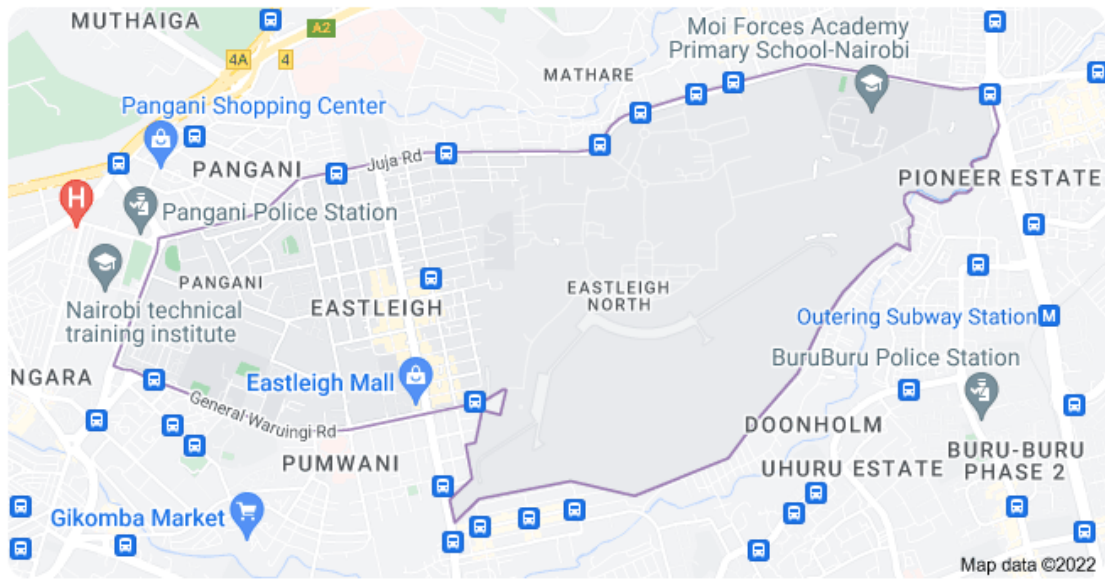 MUTHAIGA
A2
4A
4
Moi Forces Academy
Primary School-Nairobi
MATHARE
Pangani Shopping Center
PANGANI
Juja Rd
PIONEER ESTATE
H
Pangani Police Station
PANGANI
EASTLEIGH
NORTH
EASTLEIGH
Nairobi technical
training institute
Outering Subway Station
M
BuruBuru Police Station
NGARA
Eastleigh Mall
General Waruingi Rd
DOONHOLM
PUMWANI
UHURU ESTATE
BURU-BURU
PHASE 2
Gikomba Market
Map data ©2022